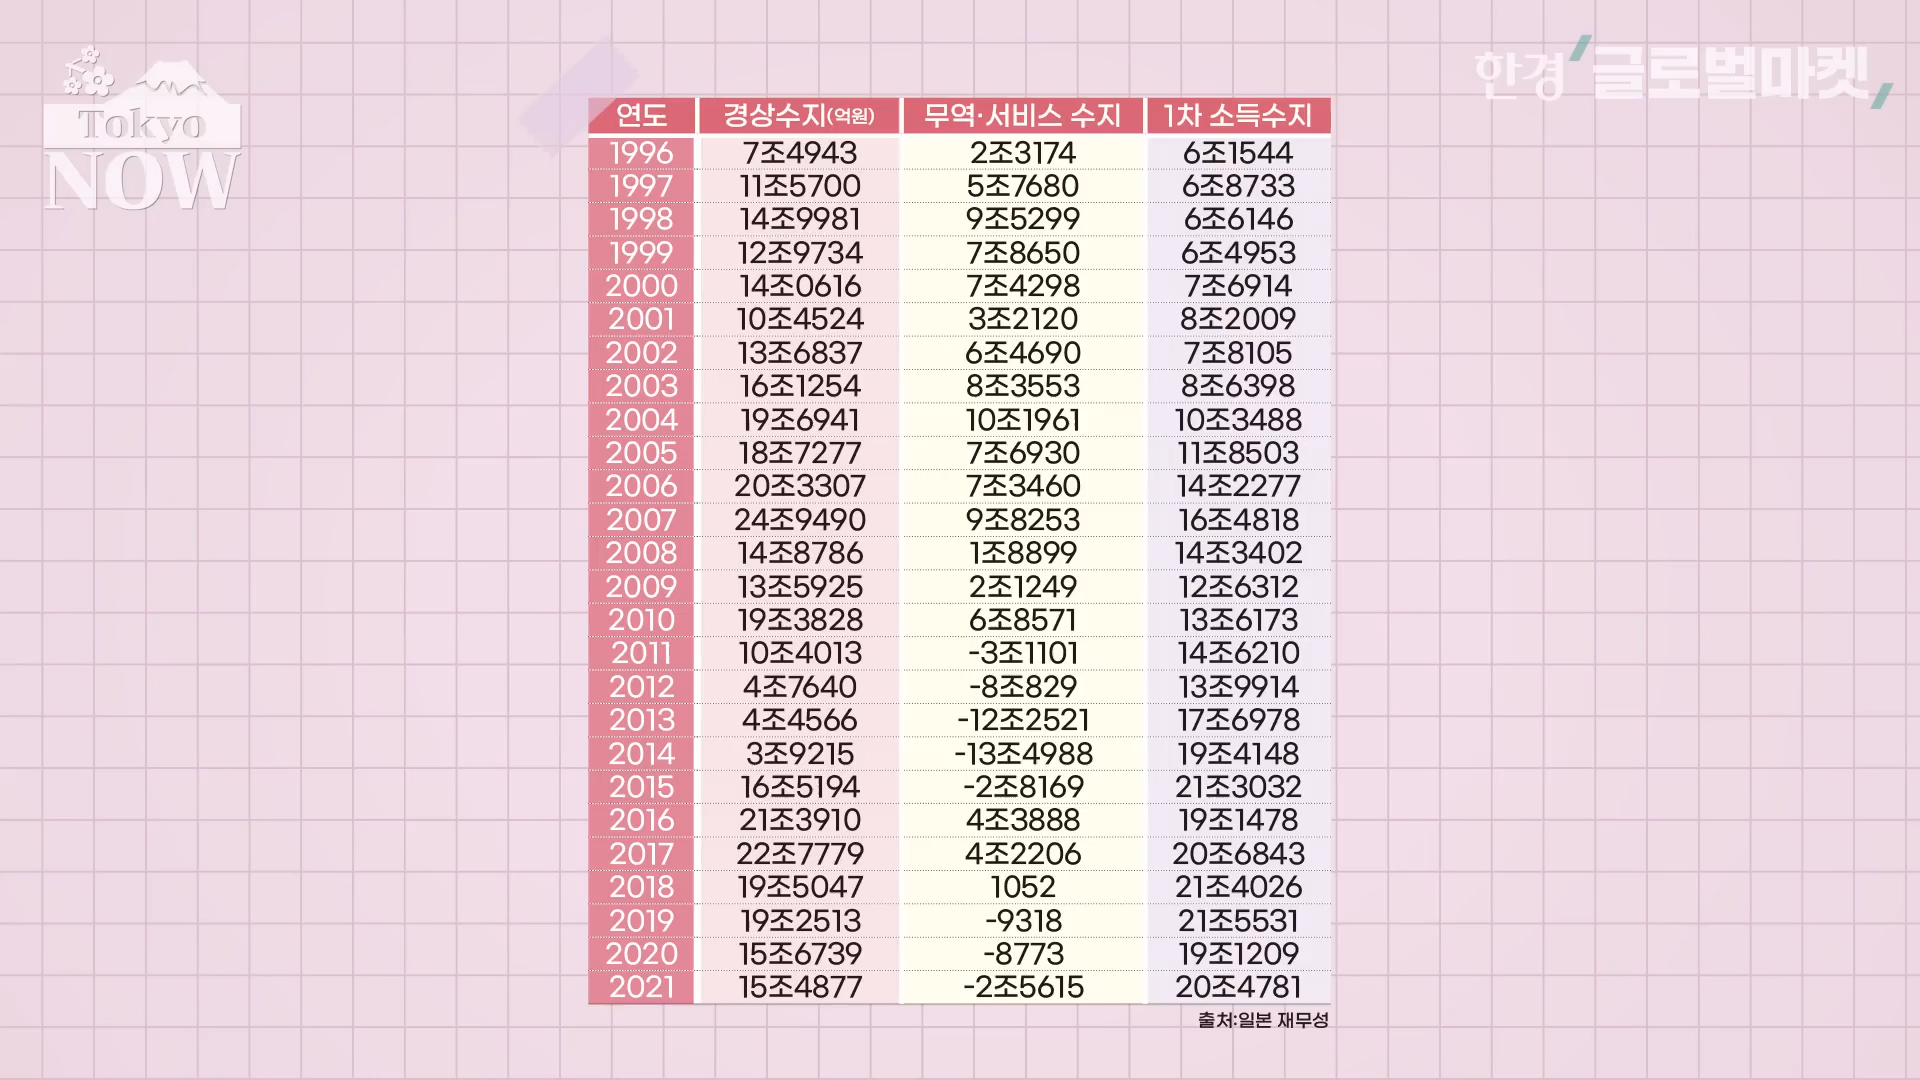 Tokyo
NOW
한경 글로벌마켓
연도 경상수지(억원) 무역·서비스 수지 1차 소득수지
1996 7조4943 2조3174 6조1544
1997 11조5700 5조7680 6조8733
1998 14조9981 9조5299 6조6146
1999 12조9734 7조8650 6조4953
2000 14조0616 7조4298 7조6914
2001 10조4524 3조2120 8조2009
2002 13조6837 6조4690 7조8105
2003 16조1254 8조3553 8조6398
2004 19조6941 10조1961 10조3488
2005 18조7277 7조6930 11조8503
2006 20조3307 7조3460 14조2277
2007 24조9490 9조8253 16조4818
2008 14조8786 1조8899 14조3402
2009 13조5925 2조1249 12조6312
2010 19조3828 6조8571 13조6173
2011 10조4013 -3조1101 14조6210
2012 4조7640 -8조829 13조9914
2013 4조4566 -12조2521 17조6978
2014 3조9215 -13조4988 19조4148
2015 16조5194 -2조8169 21조3032
2016 21조3910 4조3888 19조1478
2017 22조7779 4조2206 20조6843
2018 19조5047 1052 21조4026
2019 19조2513 -9318 21조5531
2020 15조6739 -8773 19조1209
2021 15조4877 -2조5615 20조4781
출처:일본 재무성